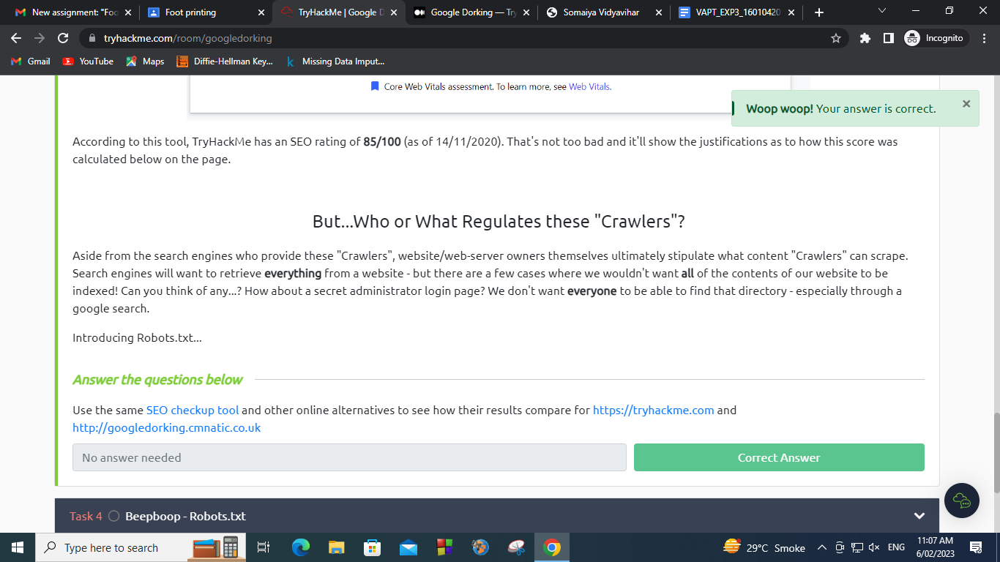 New assignment: "Foo
Foot printing
TryHackMe | Google D
Google Dorking — Try
Somaiya Vidyavihar
VAPT_EXP3_16010420
tryhackme.com/room/googledorking
Incognito
Gmail
YouTube
Maps
Diffie-Hellman Key...
Missing Data Imput...
Core Web Vitals assessment. To learn more, see Web Vitals.
Woop woop! Your answer is correct.
According to this tool, TryHackMe has an SEO rating of 85/100 (as of 14/11/2020). That's not too bad and it'll show the justifications as to how this score was
calculated below on the page.
But...Who or What Regulates these "Crawlers"?
Aside from the search engines who provide these "Crawlers", website/web-server owners themselves ultimately stipulate what content "Crawlers" can scrape.
Search engines will want to retrieve everything from a website - but there are a few cases where we wouldn't want all of the contents of our website to be
indexed! Can you think of any...? How about a secret administrator login page? We don't want everyone to be able to find that directory - especially through a
google search.
Introducing Robots.txt...
Answer the questions below
Use the same SEO checkup tool and other online alternatives to see how their results compare for https://tryhackme.com and
http://googledorking.cmnatic.co.uk
No answer needed
Correct Answer
Task 4
Beepboop - Robots.txt
Type here to search
29°C Smoke
ENG
11:07 AM
6/02/2023